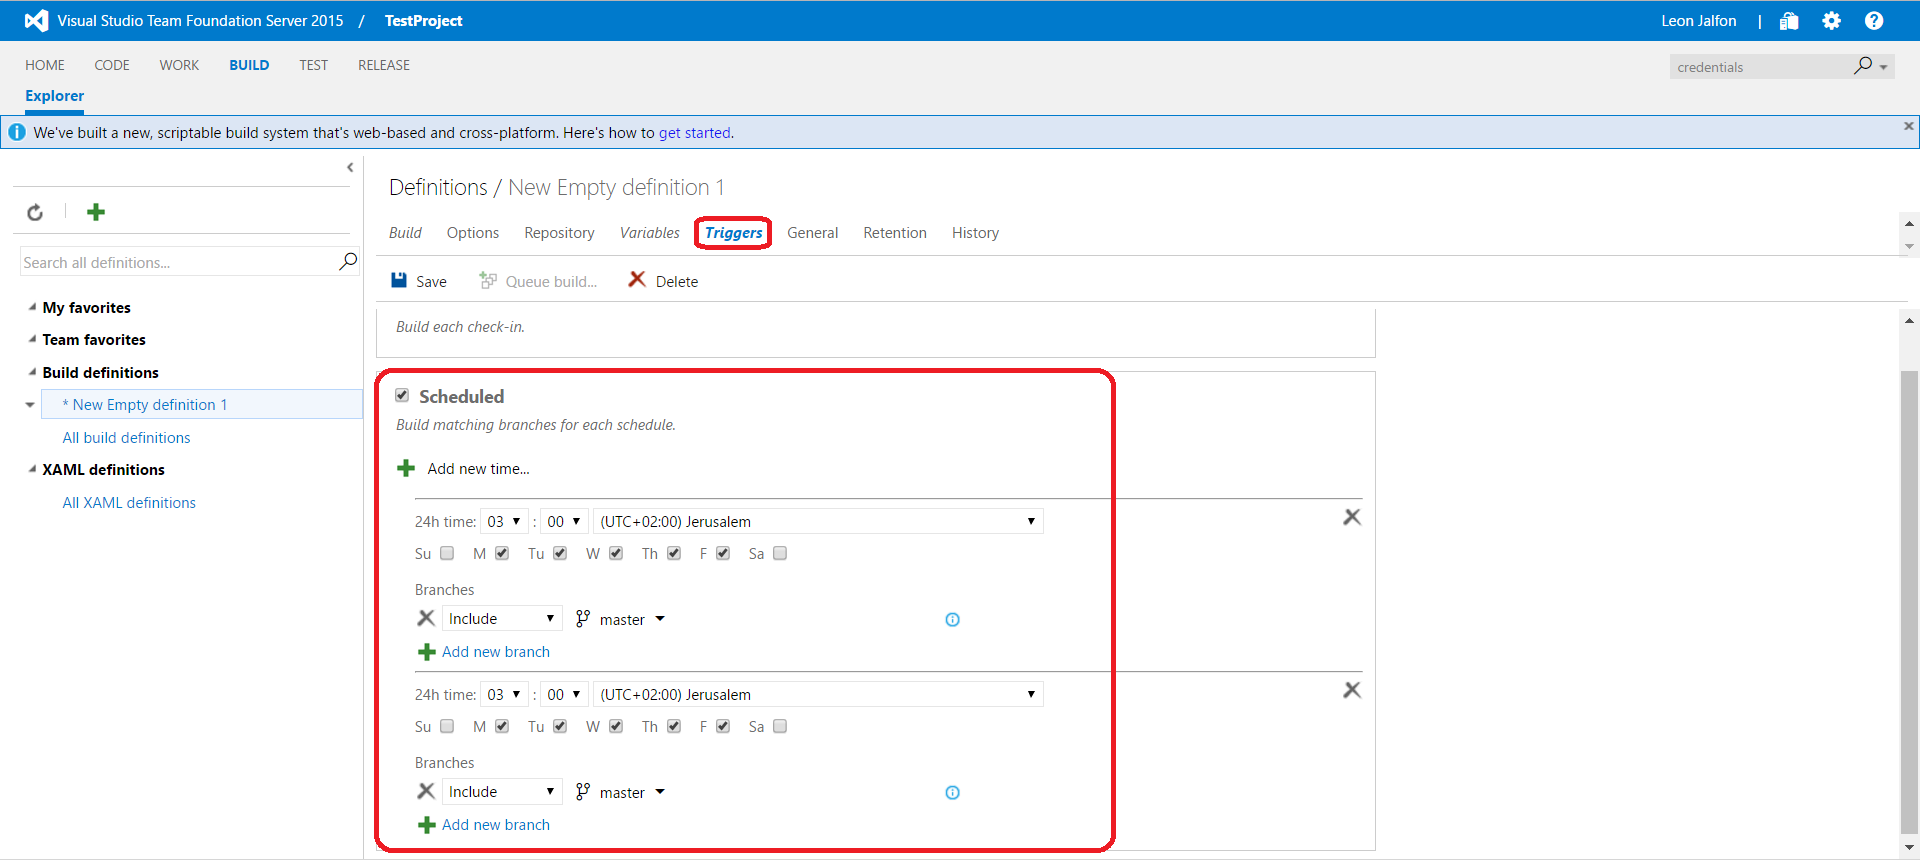 Visual Studio Team Foundation Server 2015 / TestProject Leon Jalfon |
HOME CODE WORK BUILD TEST RELEASE credentials
Explorer
We've built a new, scriptable build system that's web-based and cross-platform. Here's how to get started.
Definitions / New Empty definition 1
Build Options Repository Variables Triggers General Retention History
Search all definitions...
Save Queue build... Delete
My favorites
Team favorites
Build definitions
* New Empty definition 1
All build definitions
XAML definitions
All XAML definitions
Build each check-in.
Scheduled
Build matching branches for each schedule.
Add new time...
24h time: 03 : 00 (UTC+02:00) Jerusalem
Su M Tu W Th F Sa
Branches
Include master
Add new branch
24h time: 03 : 00 (UTC+02:00) Jerusalem
Su M Tu W Th F Sa
Branches
Include master
Add new branch